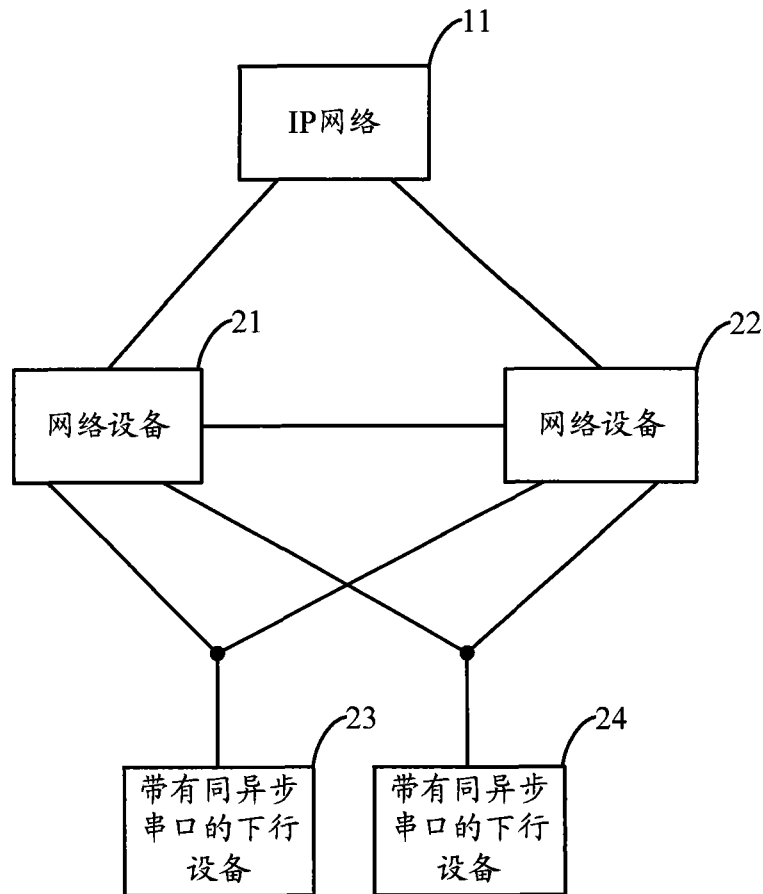 11
IP网络
21
22
网络设备
网络设备
23
24
带有同异步
串口的下行
设备
带有同异步
串口的下行
设备